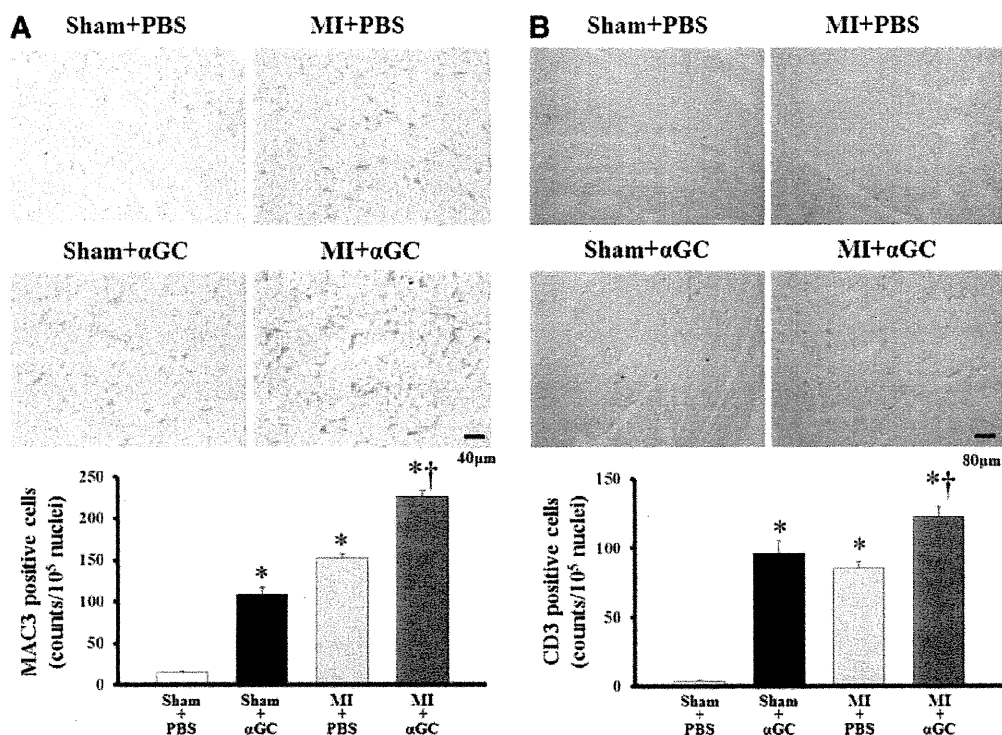 A
Sham+PBS
MI+PBS
Sham+αGC
MI+αGC
40μm
MAC3 positive cells
(counts/10⁵ nuclei)
250
200
150
100
50
0
*
*
*†
Sham
+
PBS
Sham
+
αGC
MI
+
PBS
MI
+
αGC
B
Sham+PBS
MI+PBS
Sham+αGC
MI+αGC
80μm
CD3 positive cells
(counts/10⁵ nuclei)
150
100
50
0
*
*
*†
Sham
+
PBS
Sham
+
αGC
MI
+
PBS
MI
+
αGC